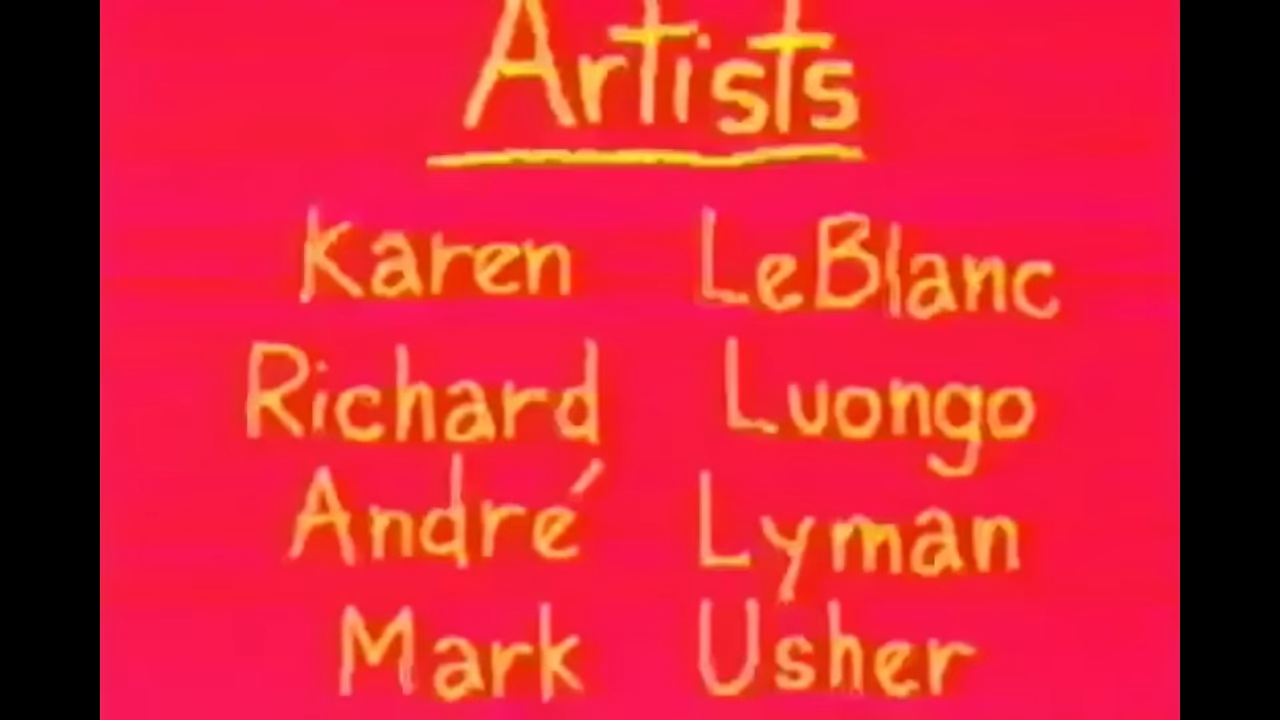 Artists
Karen LeBlanc
Richard Luongo
André Lyman
Mark Usher